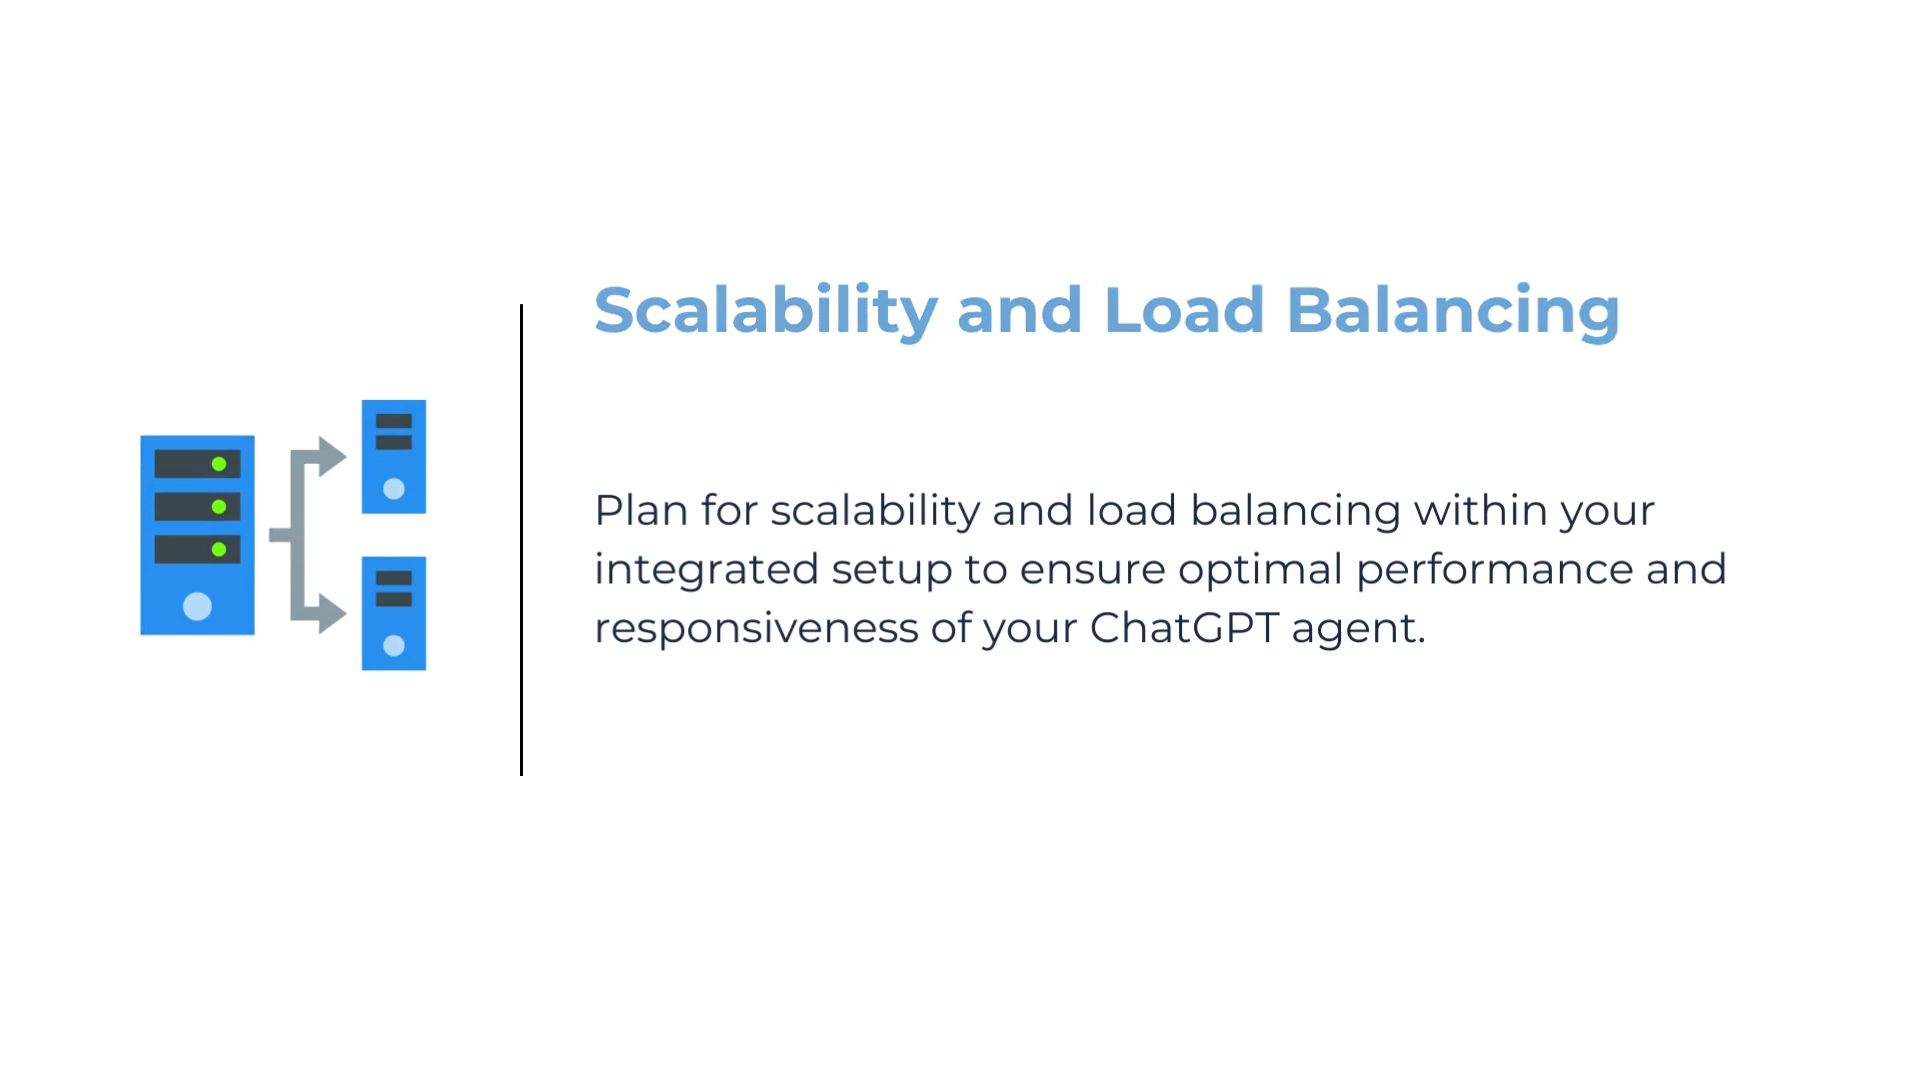 Scalability and Load Balancing
Plan for scalability and load balancing within your
integrated setup to ensure optimal performance and
responsiveness of your ChatGPT agent.